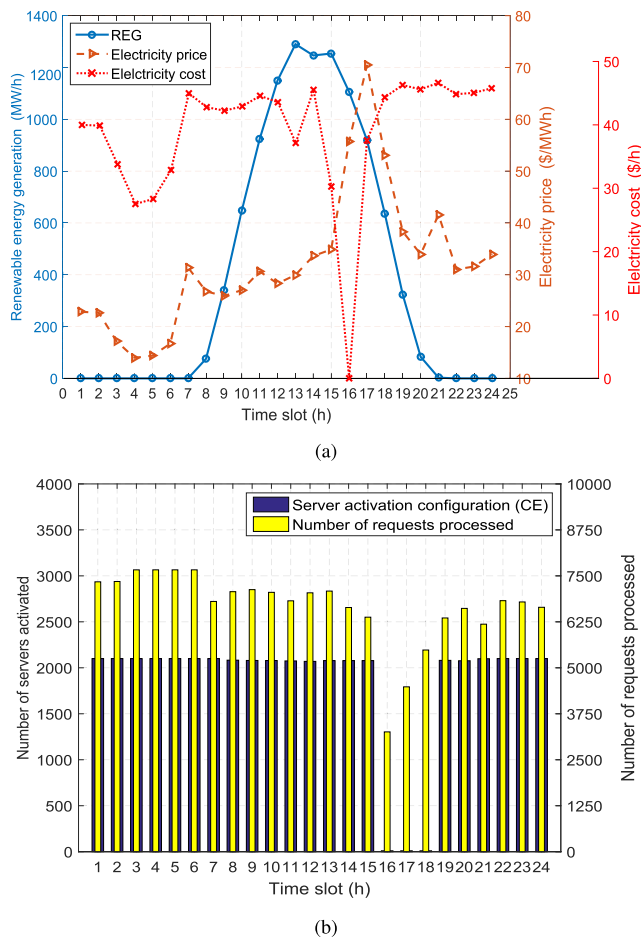 REG
Electricity price
Elelctricity cost
Renewable energy generation (MW/h)
1400
1200
1000
800
600
400
200
0
Electricity price ($/MWh)
80
70
60
50
40
30
20
10
Elelctricity cost ($/h)
50
40
30
20
10
0
0 1 2 3 4 5 6 7 8 9 10 11 12 13 14 15 16 17 18 19 20 21 22 23 24 25
Time slot (h)
(a)
Server activation configuration (CE)
Number of requests processed
Number of servers activated
4000
3500
3000
2500
2000
1500
1000
500
0
Number of requests processed
10000
8750
7500
6250
5000
3750
2500
1250
0
1 2 3 4 5 6 7 8 9 10 11 12 13 14 15 16 17 18 19 20 21 22 23 24
Time slot (h)
(b)